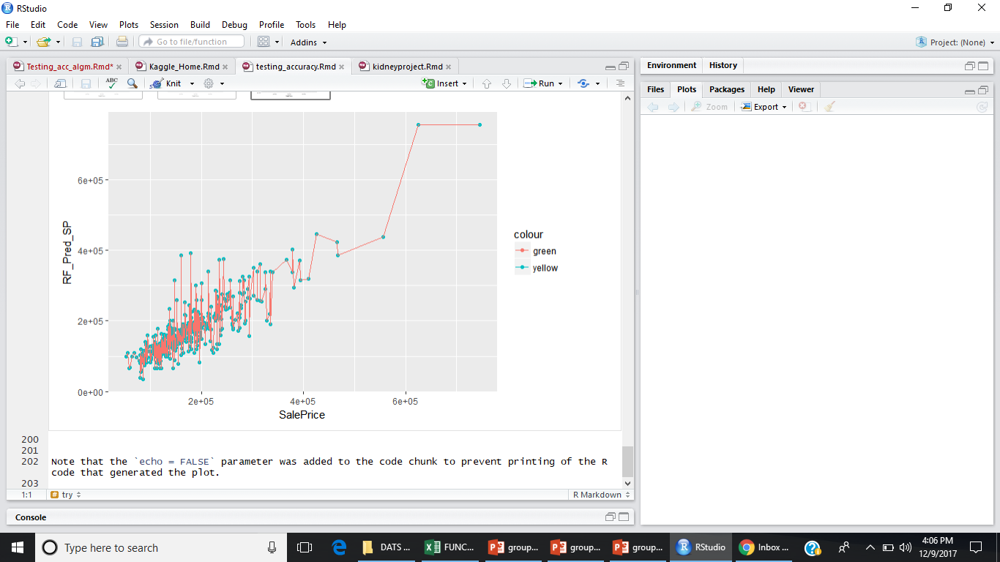 RStudio
File Edit Code View Plots Session Build Debug Profile Tools Help
Go to file/function Addins Project: (None)
Testing_acc_algm.Rmd* Kaggle_Home.Rmd testing_accuracy.Rmd kidneyproject.Rmd
Environment History
ABC Knit Insert Run
Files Plots Packages Help Viewer
Zoom Export
6e+05
4e+05
2e+05
0e+00
RF_Pred_SP
2e+05 4e+05 6e+05
SalePrice
colour
green
yellow
200
201
202 Note that the `echo = FALSE` parameter was added to the code chunk to prevent printing of the R
code that generated the plot.
203
1:1 # try R Markdown
Console
Type here to search
DATS ... FUNC... group... group... group... RStudio Inbox ...
4:06 PM
12/9/2017